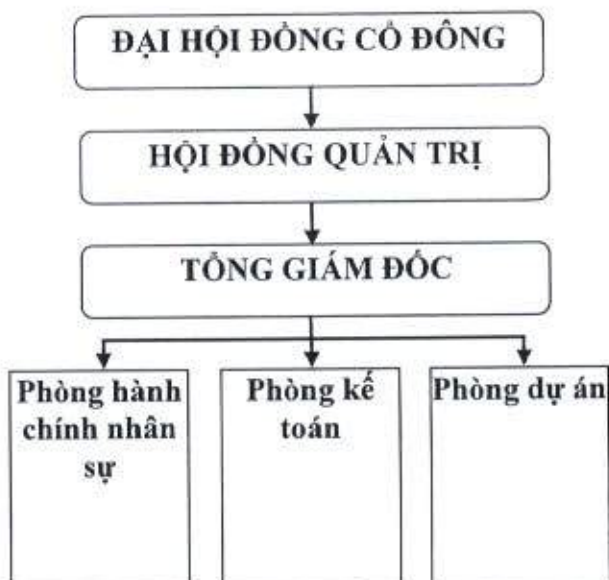 ĐẠI HỘI ĐỒNG CỔ ĐÔNG
HỘI ĐỒNG QUẢN TRỊ
TỔNG GIÁM ĐỐC
Phòng hành
chính nhân
sự
Phòng kế
toán
Phòng dự án